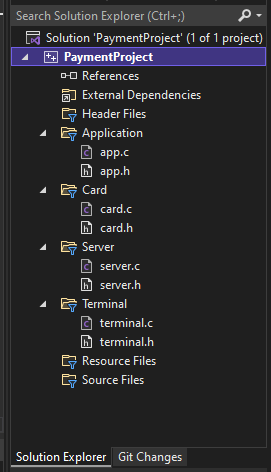 Search Solution Explorer (Ctrl+;)
Solution 'PaymentProject' (1 of 1 project)
PaymentProject
References
External Dependencies
Header Files
Application
app.c
app.h
Card
card.c
card.h
Server
server.c
server.h
Terminal
terminal.c
terminal.h
Resource Files
Source Files
Solution Explorer Git Changes